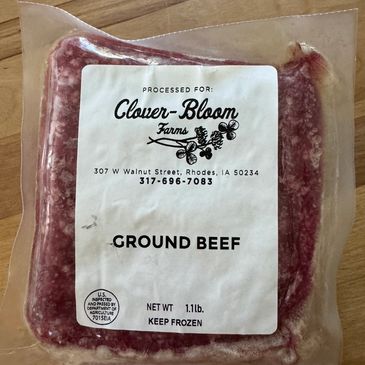 PROCESSED FOR:
Clover-Bloom
Farms
307 W Walnut Street, Rhodes, IA 50234
317-696-7083
GROUND BEEF
U.S.
INSPECTED
AND PASSED BY
DEPARTMENT OF
AGRICULTURE
NET WT 1.1lb.
KEEP FROZEN